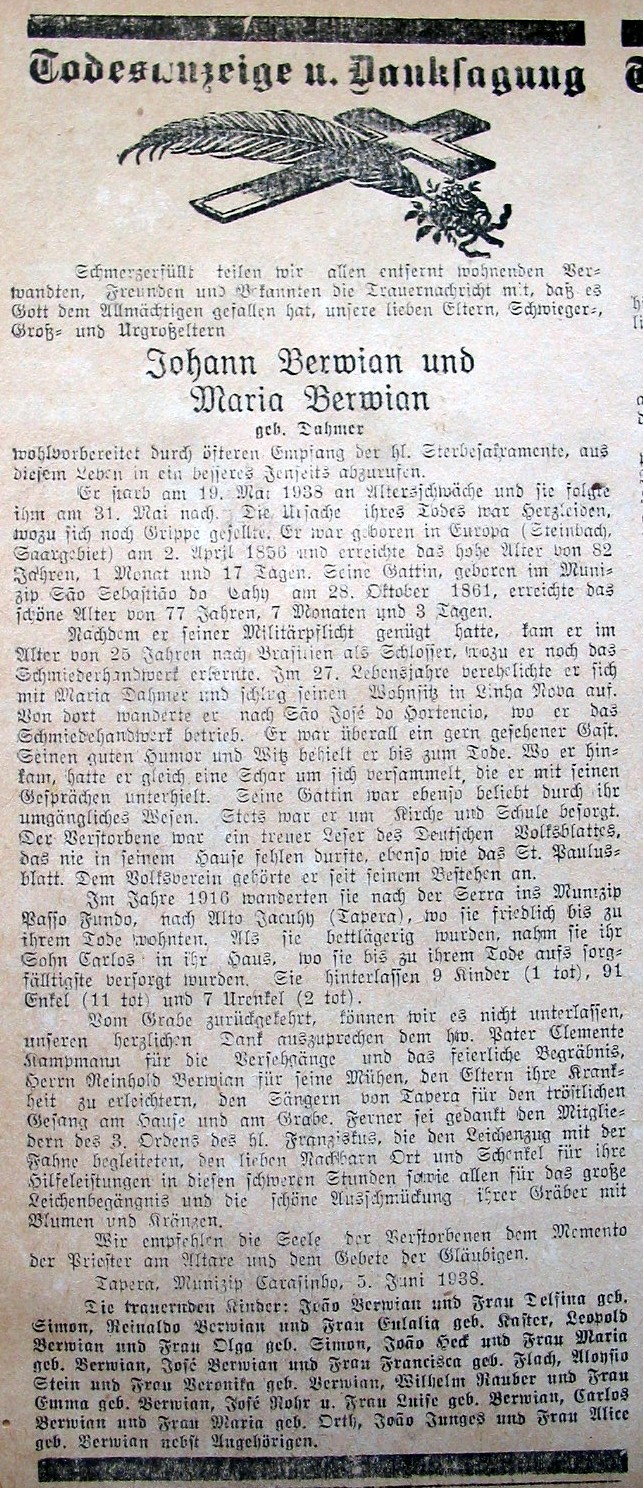 Todesanzeige u. Danksagung
Schmerzerfüllt teilen wir allen entfernt wohnenden Ver-
wandten, Freunden und Bekannten die Trauernachricht mit, daß es
Gott dem Allmächtigen gefallen hat, unsere lieben Eltern, Schwieger-,
Groß- und Urgroßeltern
Johann Berwian und
Maria Berwian
geb. Dahmer
wohlvorbereitet durch öfteren Empfang der hl. Sterbesakramente, aus
diesem Leben in ein besseres Jenseits abzurufen.
Er starb am 19. Mai 1938 an Altersschwäche und sie folgte
ihm am 31. Mai nach. Die Ursache ihres Todes war Herzleiden,
wozu sich noch Grippe gesellte. Er war geboren in Europa (Steinbach,
Saargebiet) am 2. April 1856 und erreichte das hohe Alter von 82
Jahren, 1 Monat und 17 Tagen. Seine Gattin, geboren im Muni-
zip São Sebastião do Cahy am 28. Oktober 1861, erreichte das
schöne Alter von 77 Jahren, 7 Monaten und 3 Tagen.
Nachdem er seiner Militärpflicht genügt hatte, kam er im
Alter von 25 Jahren nach Brasilien als Schlosser, wozu er noch das
Schmiederhandwerk erlernte. Im 27. Lebensjahre verehelichte er sich
mit Maria Dahmer und schlug seinen Wohnsitz in Linha Nova auf.
Von dort wanderte er nach São José do Hortencio, wo er das
Schmiedehandwerk betrieb. Er war überall ein gern gesehener Gast.
Seinen guten Humor und Witz behielt er bis zum Tode. Wo er hin-
kam, hatte er gleich eine Schar um sich versammelt, die er mit seinen
Gesprächen unterhielt. Seine Gattin war ebenso beliebt durch ihr
umgängliches Wesen. Stets war er um Kirche und Schule besorgt.
Der Verstorbene war ein treuer Leser des Deutschen Volksblattes,
das nie in seinem Hause fehlen durfte, ebenso wie das St. Paulus-
blatt. Dem Volksverein gehörte er seit seinem Bestehen an.
Im Jahre 1916 wanderten sie nach der Serra ins Munizip
Passo Fundo, nach Alto Jacuhy (Tapera), wo sie friedlich bis zu
ihrem Tode wohnten. Als sie bettlägerig wurden, nahm sie ihr
Sohn Carlos in ihr Haus, wo sie bis zu ihrem Tode aufs sorg-
fälltigste versorgt wurden. Sie hinterlassen 9 Kinder (1 tot), 91
Enkel (11 tot) und 7 Urenkel (2 tot).
Vom Grabe zurückgekehrt, können wir es nicht unterlassen,
unseren herzlichen Dank auszuprechen dem hw. Pater Clemente
Kampmann für die Versehgänge und das feierliche Begräbnis,
Herrn Reinhold Berwian für seine Mühen, den Eltern ihre Krank-
heit zu erleichtern, den Sängern von Tapera für den tröstlichen
Gesang am Hause und am Grabe. Ferner sei gedankt den Mitglie-
dern des 3. Ordens des hl. Franziskus, die den Leichenzug mit der
Fahne begleiteten, den lieben Nachbarn Ort und Schenkel für ihre
Hilfeleistungen in diesen schweren Stunden sowie allen für das große
Leichenbegängnis und die schöne Ausschmückung ihrer Gräber mit
Blumen und Kränzen.
Wir empfehlen die Seele der Verstorbenen dem Memento
der Priester am Altare und dem Gebete der Gläubigen.
Tapera, Munizip Carasinho, 5. Juni 1938.
Die trauernden Kinder: João Berwian und Frau Delfina geb.
Simon, Reinaldo Berwian und Frau Eulalia geb. Kaster, Leopold
Berwian und Frau Olga geb. Simon, João Heck und Frau Maria
geb. Berwian, José Berwian und Frau Francisca geb. Flach, Aloysio
Stein und Frau Veronika geb. Berwian, Wilhelm Rauber und Frau
Emma geb. Berwian, José Rohr u. Frau Luise geb. Berwian, Carlos
Berwian und Frau Maria geb. Orth, João Junges und Frau Alice
geb. Berwian nebst Angehörigen.